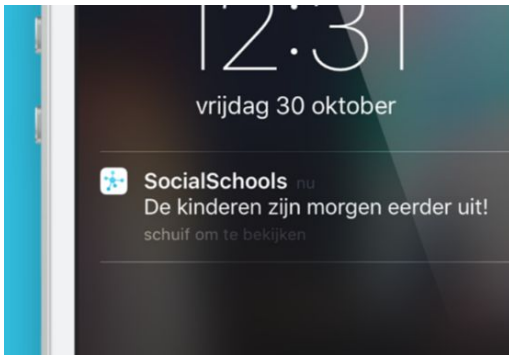 12:31
vrijdag 30 oktober
SocialSchools nu
De kinderen zijn morgen eerder uit!
schuif om te bekijken